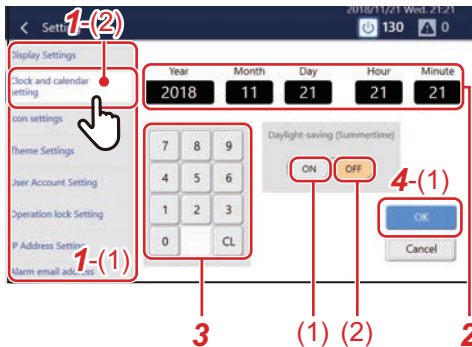 2018/11/21 Wed. 21:21
Setti
1-(2)
130
0
Display Settings
Clock and calendar
setting
Icon settings
Theme Settings
User Account Setting
Operation lock Setting
IP Address Setting
Alarm email address
1-(1)
Year Month Day Hour Minute
2018 11 21 21 21
7 8 9
4 5 6
1 2 3
0 CL
Daylight-saving (Summertime)
ON OFF
4-(1)
OK
Cancel
3 (1) (2) 2